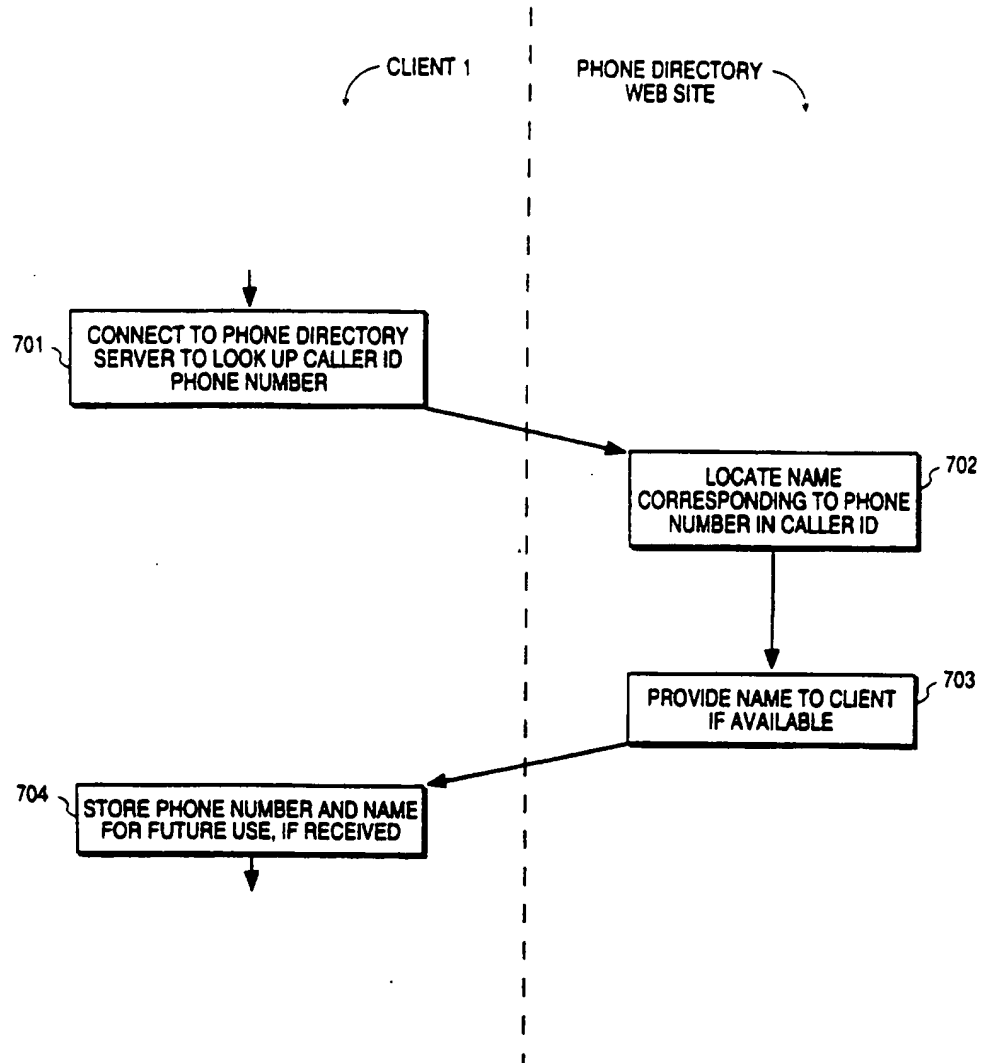 CLIENT 1
PHONE DIRECTORY
WEB SITE
701
CONNECT TO PHONE DIRECTORY
SERVER TO LOOK UP CALLER ID
PHONE NUMBER
702
LOCATE NAME
CORRESPONDING TO PHONE
NUMBER IN CALLER ID
703
PROVIDE NAME TO CLIENT
IF AVAILABLE
704
STORE PHONE NUMBER AND NAME
FOR FUTURE USE, IF RECEIVED